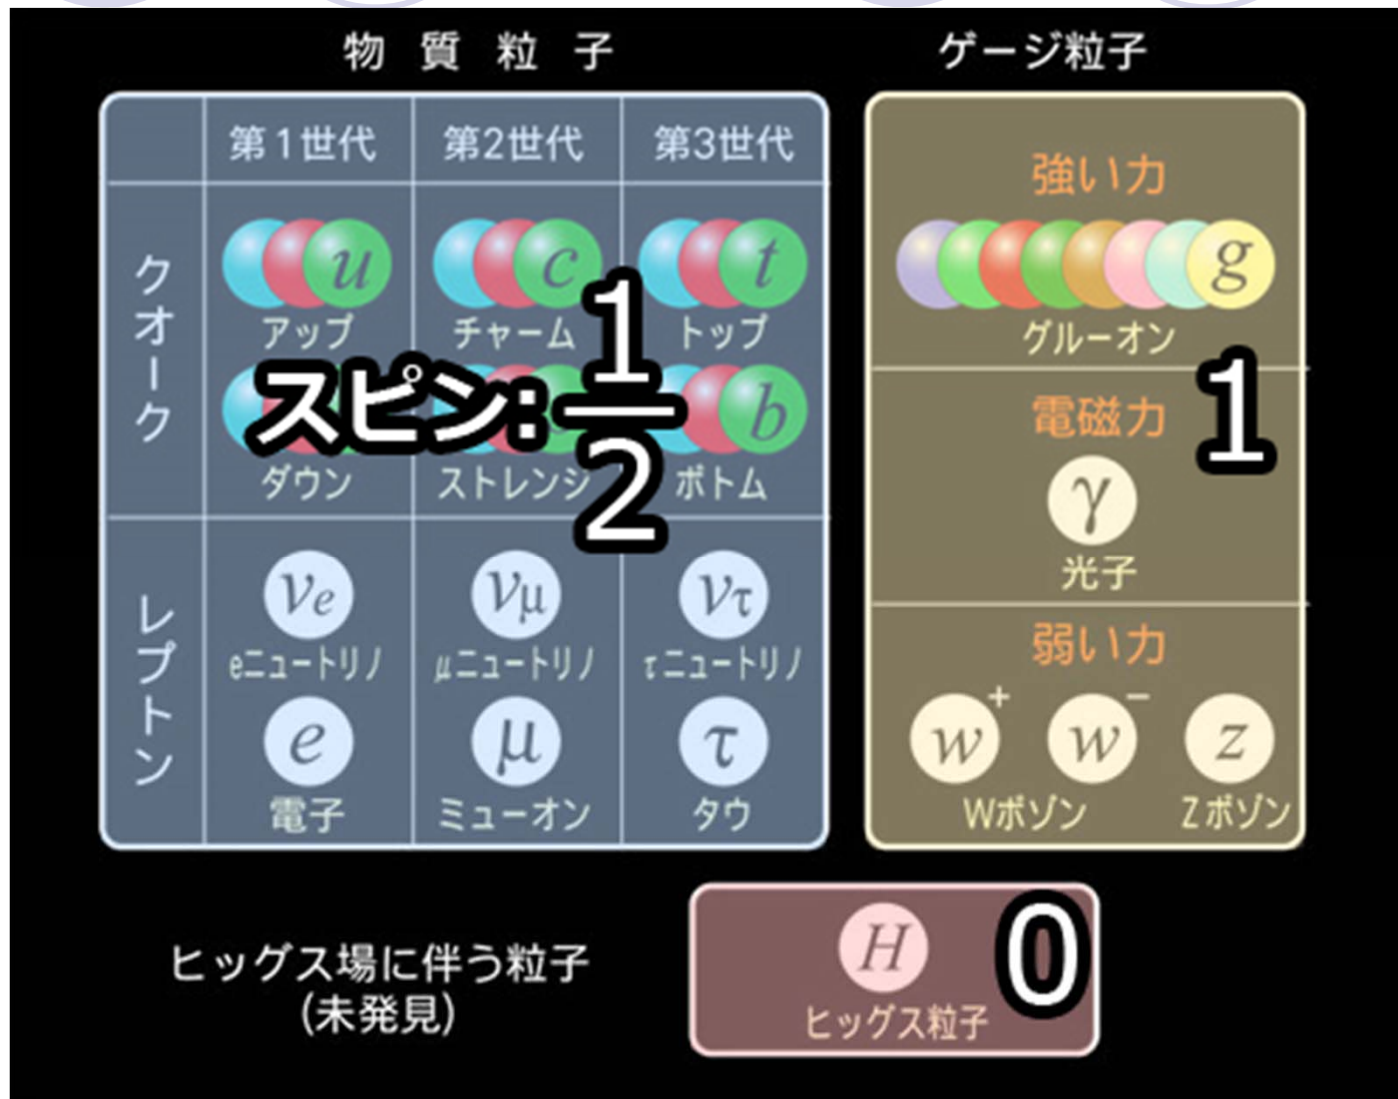 物質粒子
ゲージ粒子
第1世代 第2世代 第3世代
クオーク
u c t
アップ チャーム トップ
スピン: 1/2
b
ダウン ストレンジ ボトム
レプトン
νe νμ ντ
eニュートリノ μニュートリノ τニュートリノ
e μ τ
電子 ミューオン タウ
強い力
g
グルーオン
1
電磁力
γ
光子
弱い力
w+ w− z
Wボゾン Zボゾン
ヒッグス場に伴う粒子
(未発見)
H 0
ヒッグス粒子